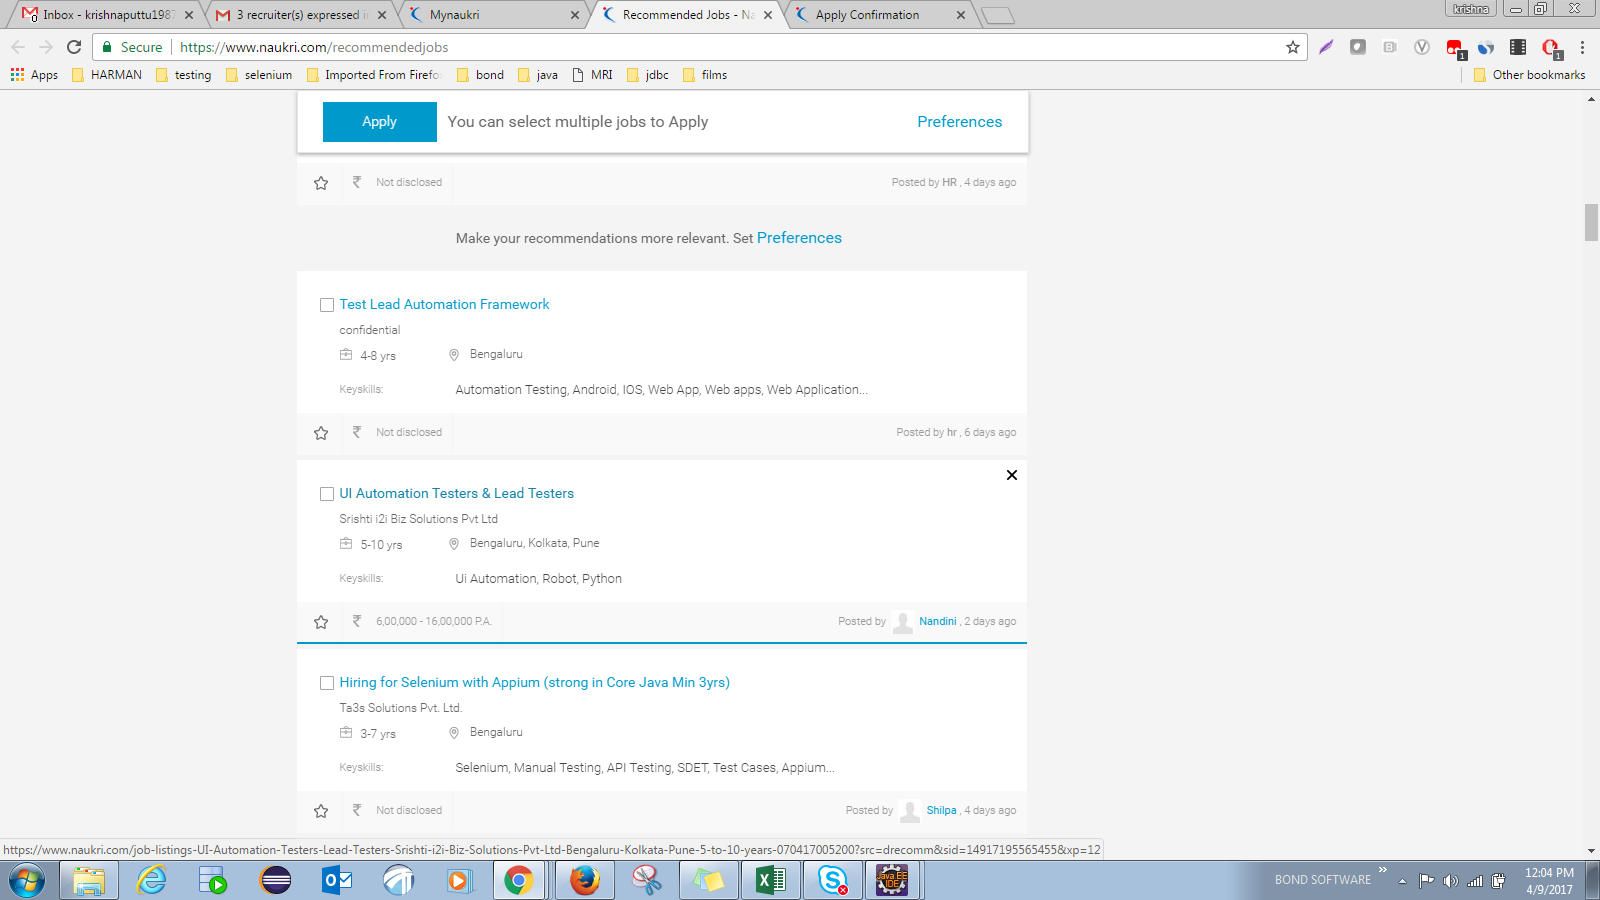 Inbox - krishnaputtu1987
3 recruiter(s) expressed in
Mynaukri
Recommended Jobs - Na
Apply Confirmation
krishna
Secure
https://www.naukri.com/recommendedjobs
Apps
HARMAN
testing
selenium
Imported From Firefo
bond
java
MRI
jdbc
films
Other bookmarks
Apply
You can select multiple jobs to Apply
Preferences
Not disclosed
Posted by HR , 4 days ago
Make your recommendations more relevant. Set Preferences
Test Lead Automation Framework
confidential
4-8 yrs
Bengaluru
Keyskills:
Automation Testing, Android, IOS, Web App, Web apps, Web Application...
Not disclosed
Posted by hr , 6 days ago
UI Automation Testers & Lead Testers
Srishti i2i Biz Solutions Pvt Ltd
5-10 yrs
Bengaluru, Kolkata, Pune
Keyskills:
Ui Automation, Robot, Python
6,00,000 - 16,00,000 P.A.
Posted by Nandini , 2 days ago
Hiring for Selenium with Appium (strong in Core Java Min 3yrs)
Ta3s Solutions Pvt. Ltd.
3-7 yrs
Bengaluru
Keyskills:
Selenium, Manual Testing, API Testing, SDET, Test Cases, Appium...
Not disclosed
Posted by Shilpa , 4 days ago
https://www.naukri.com/job-listings-UI-Automation-Testers-Lead-Testers-Srishti-i2i-Biz-Solutions-Pvt-Ltd-Bengaluru-Kolkata-Pune-5-to-10-years-070417005200?src=drecomm&sid=14917195565455&xp=12
Java EE
IDE
BOND SOFTWARE
12:04 PM
4/9/2017